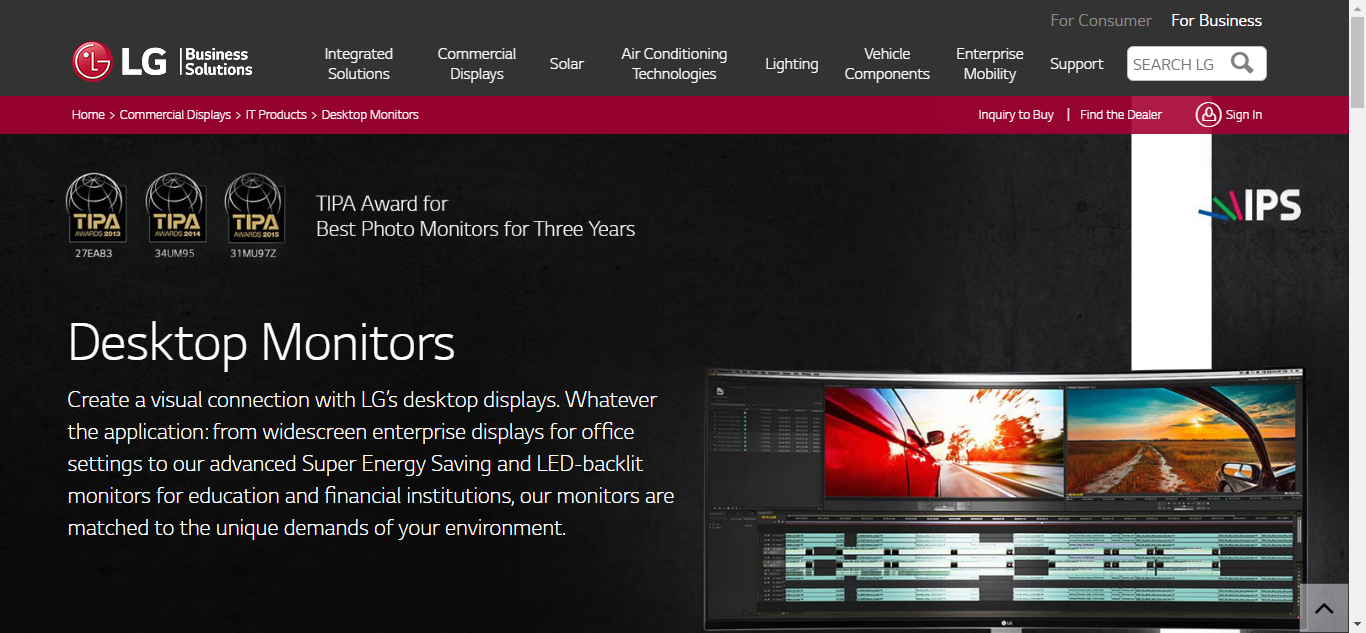 For Consumer For Business
LG Business Solutions
Integrated Solutions
Commercial Displays
Solar
Air Conditioning Technologies
Lighting
Vehicle Components
Enterprise Mobility
Support
SEARCH LG
Home > Commercial Displays > IT Products > Desktop Monitors
Inquiry to Buy | Find the Dealer
Sign In
TIPA AWARDS 2013
27EA83
TIPA AWARDS 2014
34UM95
TIPA AWARDS 2015
31MU97Z
TIPA Award for
Best Photo Monitors for Three Years
IPS
Desktop Monitors
Create a visual connection with LG's desktop displays. Whatever
the application: from widescreen enterprise displays for office
settings to our advanced Super Energy Saving and LED-backlit
monitors for education and financial institutions, our monitors are
matched to the unique demands of your environment.
LG